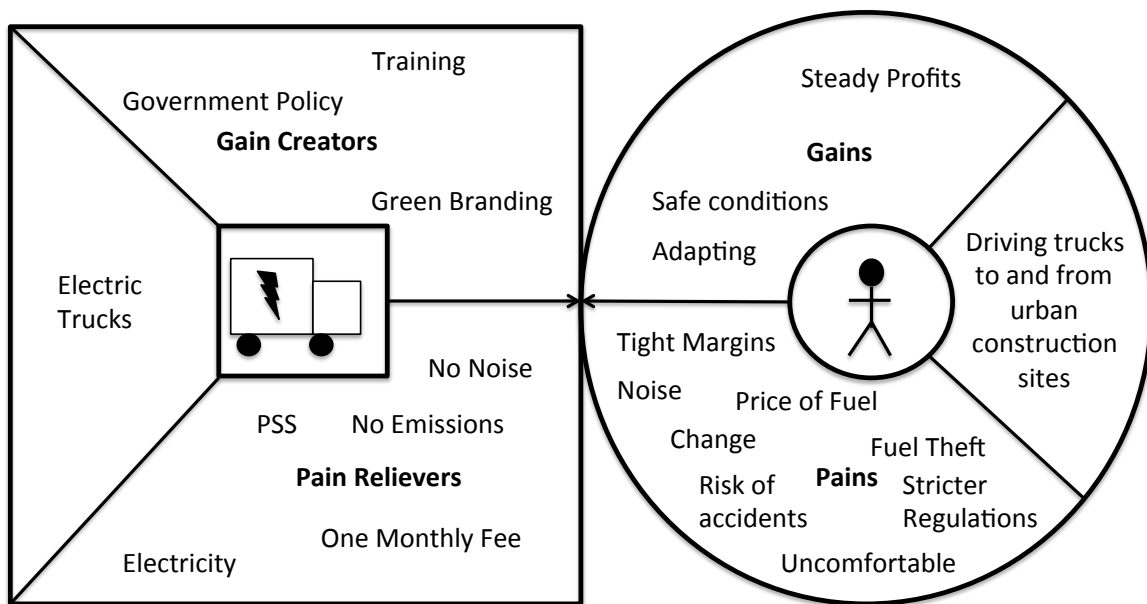 Training
Government Policy
Gain Creators
Green Branding
Electric
Trucks
No Noise
PSS
No Emissions
Pain Relievers
One Monthly Fee
Electricity
Steady Profits
Gains
Safe conditions
Adapting
Driving trucks
to and from
urban
construction
sites
Tight Margins
Noise
Price of Fuel
Change
Fuel Theft
Risk of
accidents
Pains
Stricter
Regulations
Uncomfortable